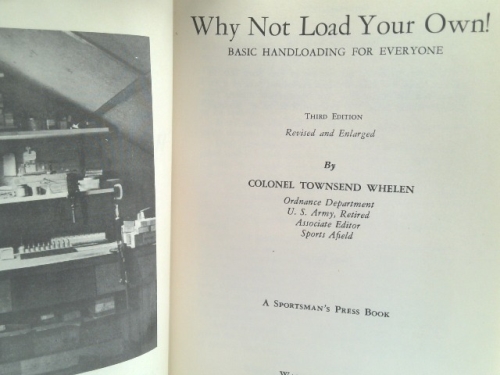 Why Not Load Your Own!
BASIC HANDLOADING FOR EVERYONE
THIRD EDITION
Revised and Enlarged
By
COLONEL TOWNSEND WHELEN
Ordnance Department
U. S. Army, Retired
Associate Editor
Sports Afield
A SPORTSMAN'S PRESS BOOK